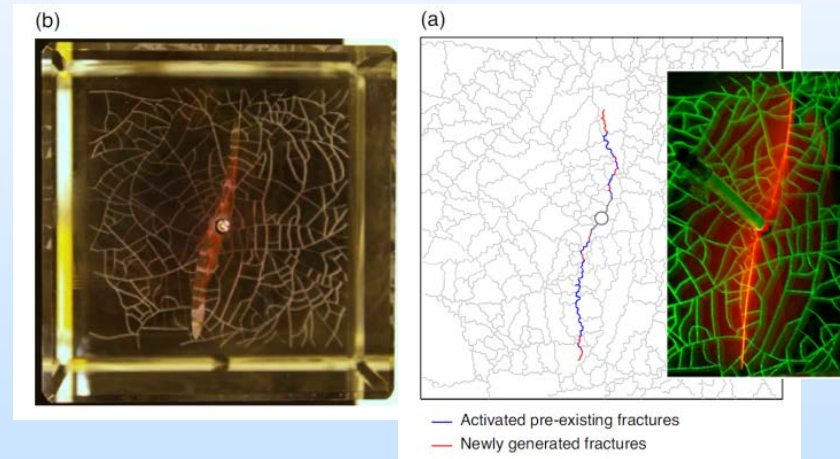 (b)
(a)
Activated pre-existing fractures
Newly generated fractures